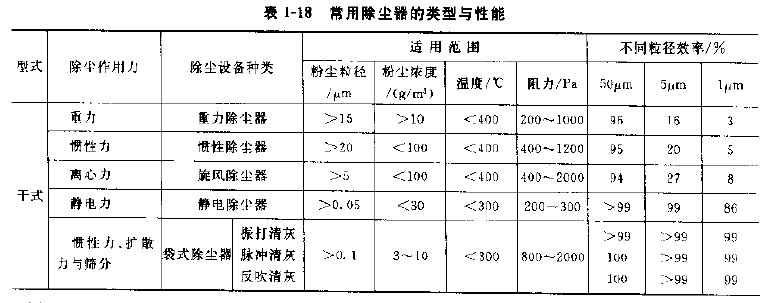 表 1-18 常用除尘器的类型与性能
型式 除尘作用力 除尘设备种类 适用范围 不同粒径效率/%
粉尘粒径/μm 粉尘浓度/(g/m³) 温度/℃ 阻力/Pa 50μm 5μm 1μm
干式
重力 重力除尘器 >15 >10 <400 200~1000 96 16 3
惯性力 惯性除尘器 >20 <100 <400 400~1200 95 20 5
离心力 旋风除尘器 >5 <100 <400 400~2000 94 27 8
静电力 静电除尘器 >0.05 <30 <300 200~300 >99 99 86
惯性力、扩散力与筛分 袋式除尘器 >0.1 3~10 <300 800~2000
振打清灰 >99 >99 99
脉冲清灰 100 >99 99
反吹清灰 100 >99 99